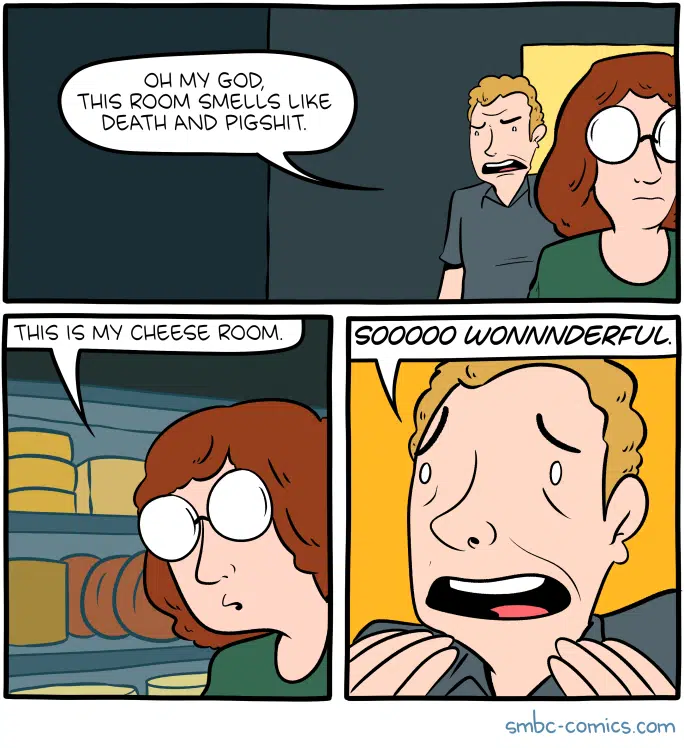 OH MY GOD,
THIS ROOM SMELLS LIKE
DEATH AND PIGSHIT.
THIS IS MY CHEESE ROOM.
SOOOOO WONNNNDERFUL.
smbc-comics.com